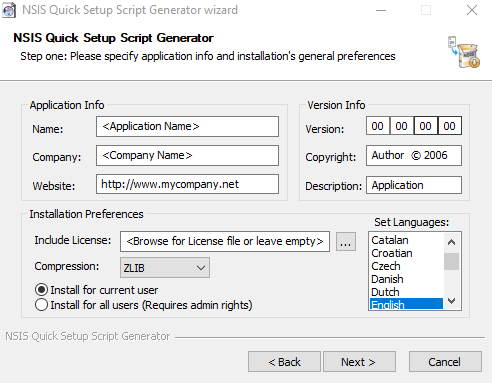 NSIS Quick Setup Script Generator wizard
NSIS Quick Setup Script Generator
Step one: Please specify application info and installation's general preferences
Application Info
Name: <Application Name>
Company: <Company Name>
Website: http://www.mycompany.net
Version Info
Version: 00 00 00 00
Copyright: Author © 2006
Description: Application
Installation Preferences
Include License: <Browse for License file or leave empty> ...
Compression: ZLIB
Install for current user
Install for all users (Requires admin rights)
Set Languages:
Catalan
Croatian
Czech
Danish
Dutch
English
NSIS Quick Setup Script Generator
< Back Next > Cancel